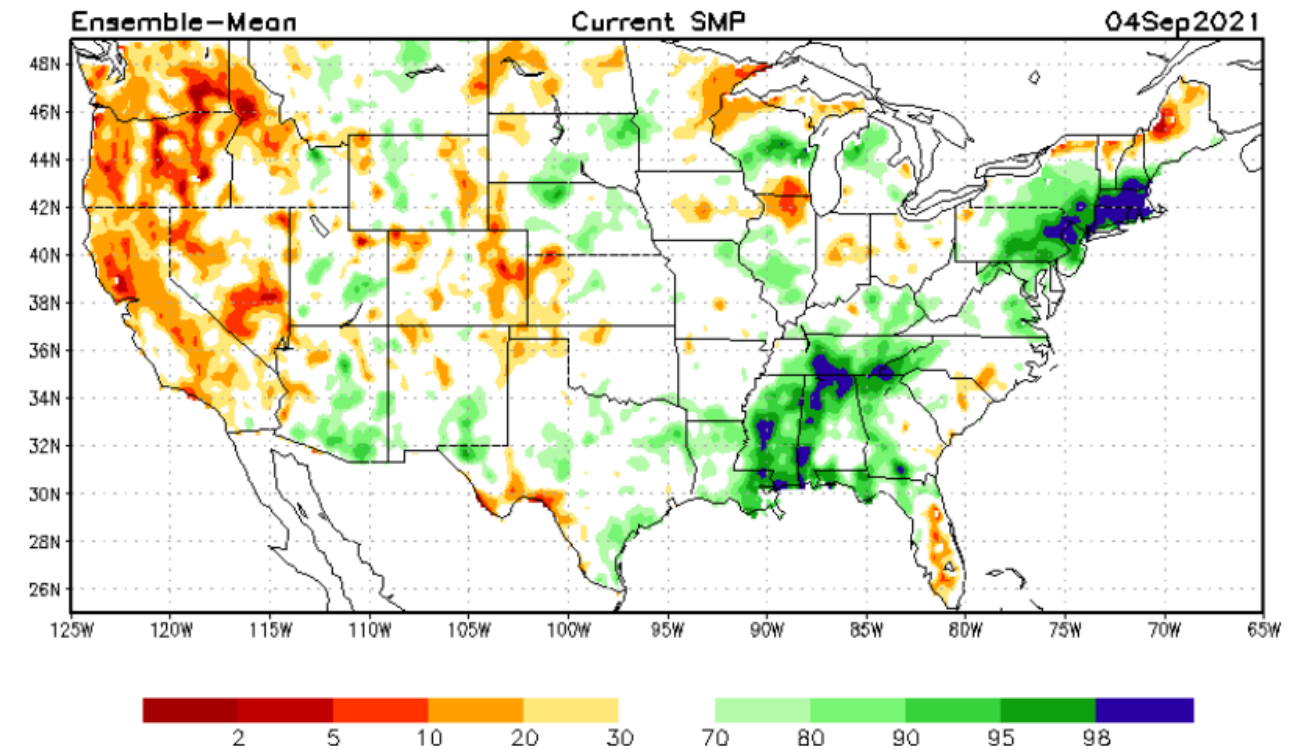 Ensemble-Mean Current SMP 04Sep2021
48N
46N
44N
42N
40N
38N
36N
34N
32N
30N
28N
26N
125W 120W 115W 110W 105W 100W 95W 90W 85W 80W 75W 70W 65W
2 5 10 20 30 70 80 90 95 98